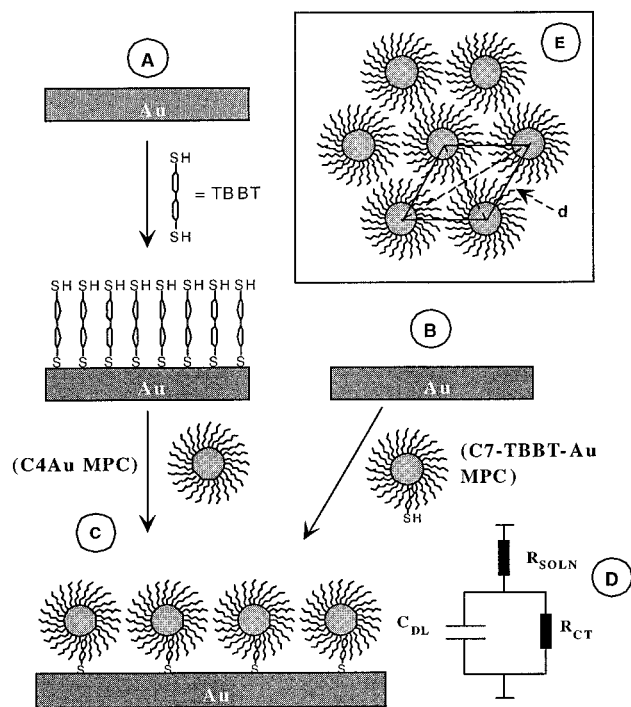 A
E
Au
SH
= TBBT
SH
d
SH SH SH SH SH SH SH SH
B
S S S S S S S S
Au
Au
(C4Au MPC)
(C7-TBBT-Au
MPC)
SH
C
R SOLN
D
C DL
R CT
S S S S
Au